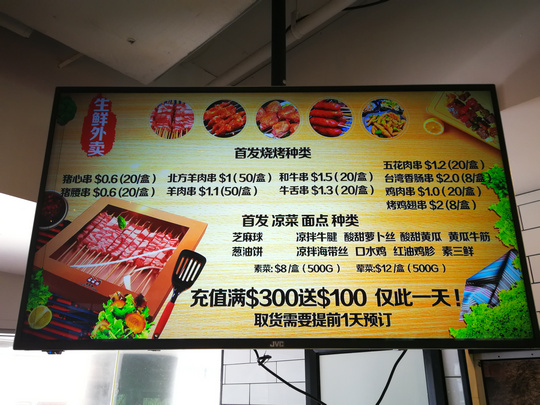 生鲜外卖
首发烧烤种类
五花肉串 $1.2 (20/盒)
猪心串 $0.6 (20/盒) 北方羊肉串 $1 (50/盒) 和牛串 $1.5 (20/盒) 台湾香肠串 $2.0 (8/盒)
猪腰串 $0.6 (20/盒) 羊肉串 $1.1(50/盒) 牛舌串 $1.3 (20/盒) 鸡肉串 $1.0 (20/盒)
烤鸡翅串 $2 (8/盒)
首发 凉菜 面点 种类
芝麻球 凉拌牛腱 酸甜萝卜丝 酸甜黄瓜 黄瓜牛筋
葱油饼 凉拌海带丝 口水鸡 红油鸡胗 素三鲜
素菜: $8/盒 (500G) 荤菜:$12/盒 (500G)
充值满$300送$100 仅此一天!
取货需要提前1天预订
JVC